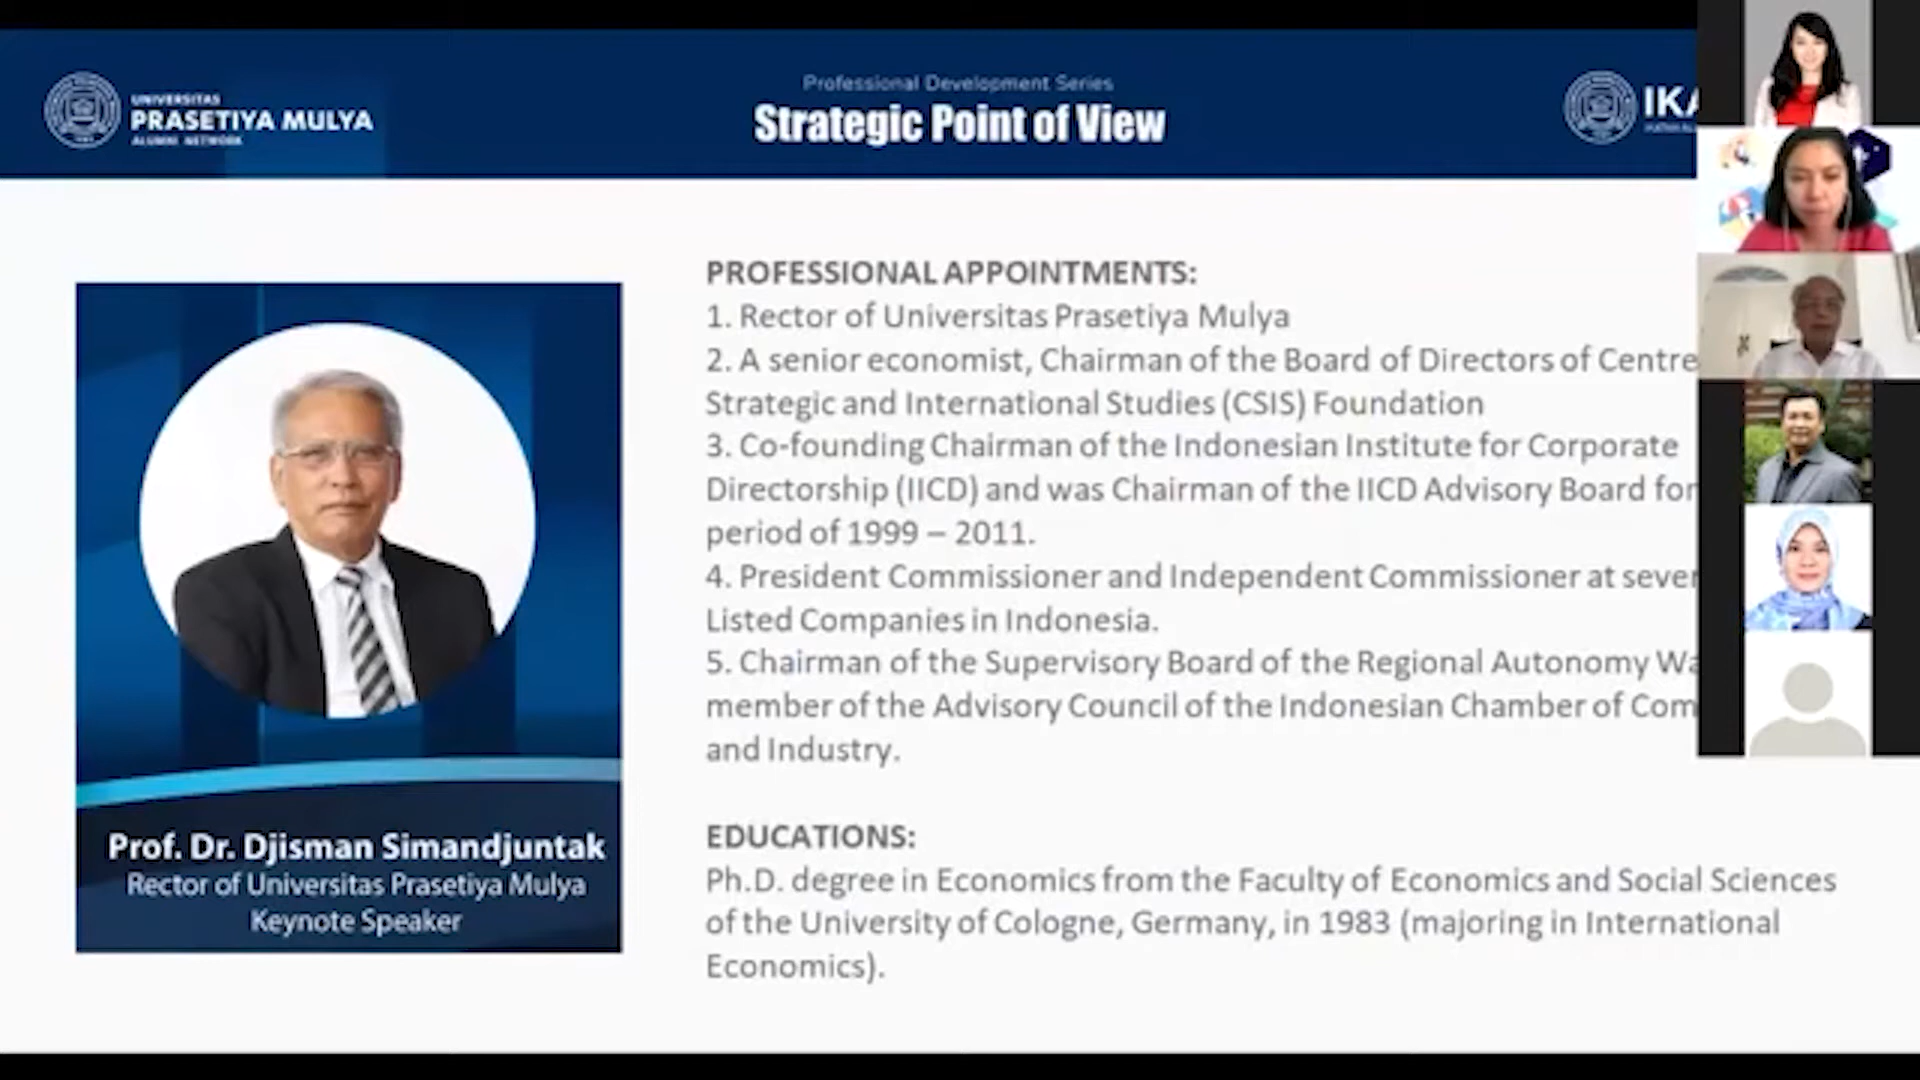 UNIVERSITAS
PRASETIYA MULYA
ALUMNI NETWORK
Professional Development Series
Strategic Point of View
PROFESSIONAL APPOINTMENTS:
1. Rector of Universitas Prasetiya Mulya
2. A senior economist, Chairman of the Board of Directors of Centre
Strategic and International Studies (CSIS) Foundation
3. Co-founding Chairman of the Indonesian Institute for Corporate
Directorship (IICD) and was Chairman of the IICD Advisory Board for
period of 1999 – 2011.
4. President Commissioner and Independent Commissioner at
Listed Companies in Indonesia.
5. Chairman of the Supervisory Board of the Regional Autonomy
member of the Advisory Council of the Indonesian Chamber of
and Industry.
EDUCATIONS:
Ph.D. degree in Economics from the Faculty of Economics and Social Sciences
of the University of Cologne, Germany, in 1983 (majoring in International
Economics).
Prof. Dr. Djisman Simandjuntak
Rector of Universitas Prasetiya Mulya
Keynote Speaker